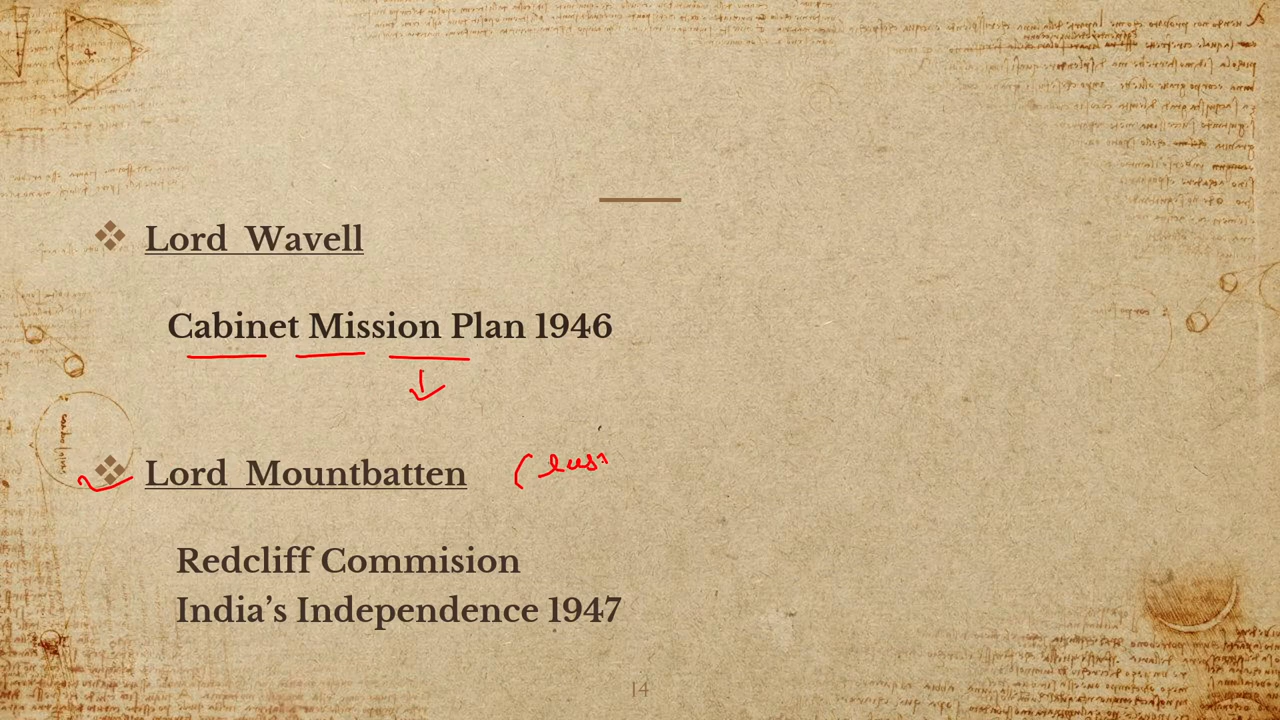 Lord Wavell
Cabinet Mission Plan 1946
Lord Mountbatten
Redcliff Commision
India’s Independence 1947
14